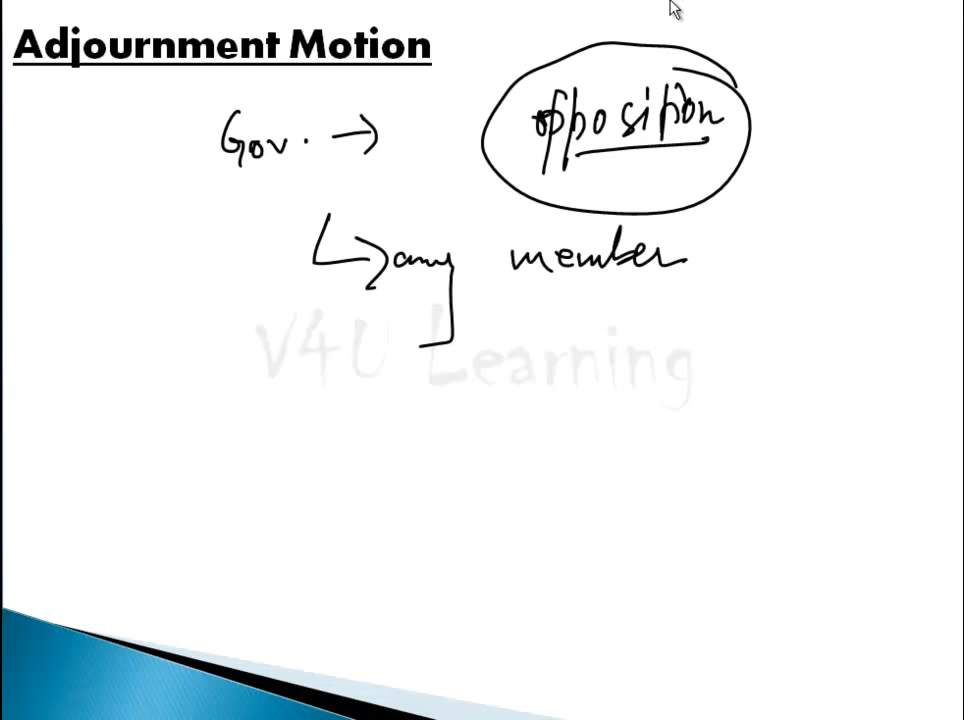 Adjournment Motion
Gov. → opposition
↳ any member
V4U Learning